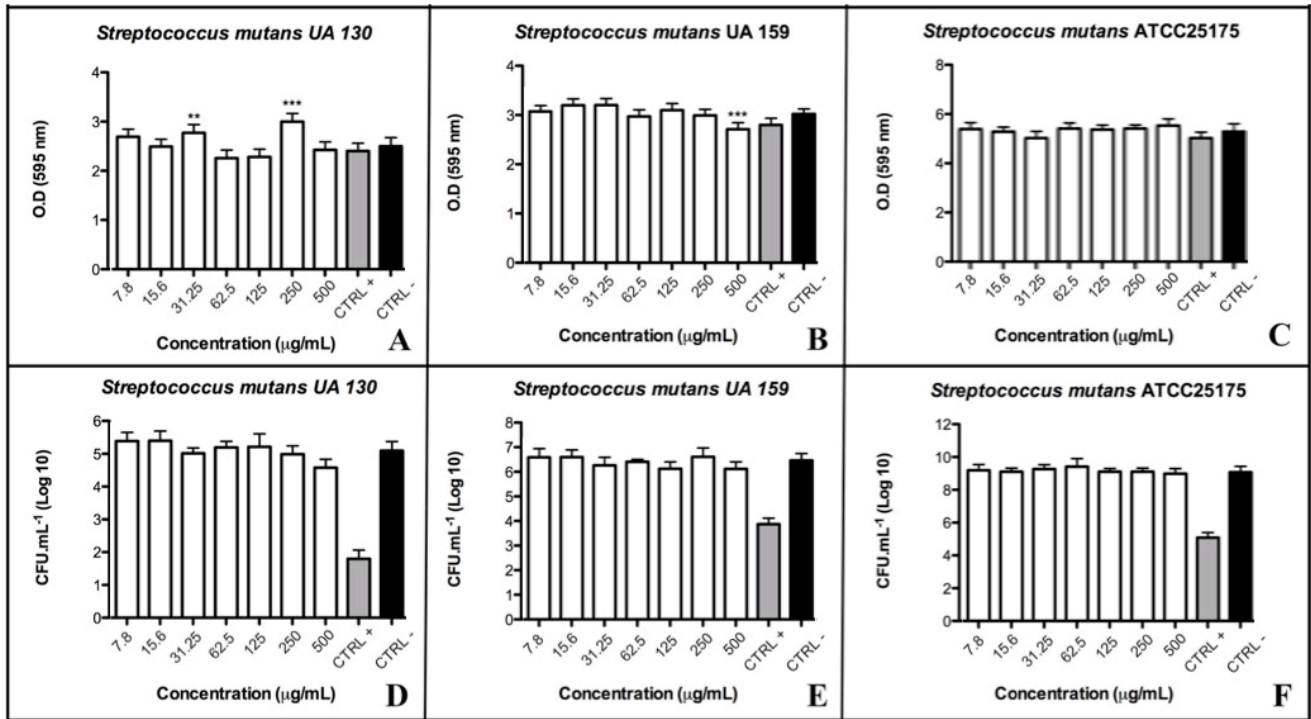 Streptococcus mutans UA 130
O.D (595 nm)
4
3
2
1
0
** ***
7.8 15.6 31.25 62.5 125 250 500 CTRL + CTRL -
Concentration (μg/mL)
A
Streptococcus mutans UA 159
O.D (595 nm)
4
3
2
1
0
***
7.8 15.6 31.25 62.5 125 250 500 CTRL + CTRL -
Concentration (μg/mL)
B
Streptococcus mutans ATCC25175
O.D (595 nm)
8
6
4
2
0
7.8 15.6 31.25 62.5 125 250 500 CTRL + CTRL -
Concentration (μg/mL)
C
Streptococcus mutans UA 130
CFU.mL⁻¹ (Log 10)
6
5
4
3
2
1
0
7.8 15.6 31.25 62.5 125 250 500 CTRL + CTRL -
Concentration (μg/mL)
D
Streptococcus mutans UA 159
CFU.mL⁻¹ (Log 10)
8
7
6
5
4
3
2
1
0
7.8 15.6 31.25 62.5 125 250 500 CTRL + CTRL -
Concentration (μg/mL)
E
Streptococcus mutans ATCC25175
CFU.mL⁻¹ (Log 10)
12
10
8
6
4
2
0
7.8 15.6 31.25 62.5 125 250 500 CTRL + CTRL -
Concentration (μg/mL)
F